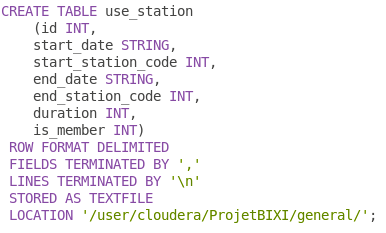 CREATE TABLE use_station
(id INT,
start_date STRING,
start_station_code INT,
end_date STRING,
end_station_code INT,
duration INT,
is_member INT)
ROW FORMAT DELIMITED
FIELDS TERMINATED BY ','
LINES TERMINATED BY '\n'
STORED AS TEXTFILE
LOCATION '/user/cloudera/ProjetBIXI/general/';